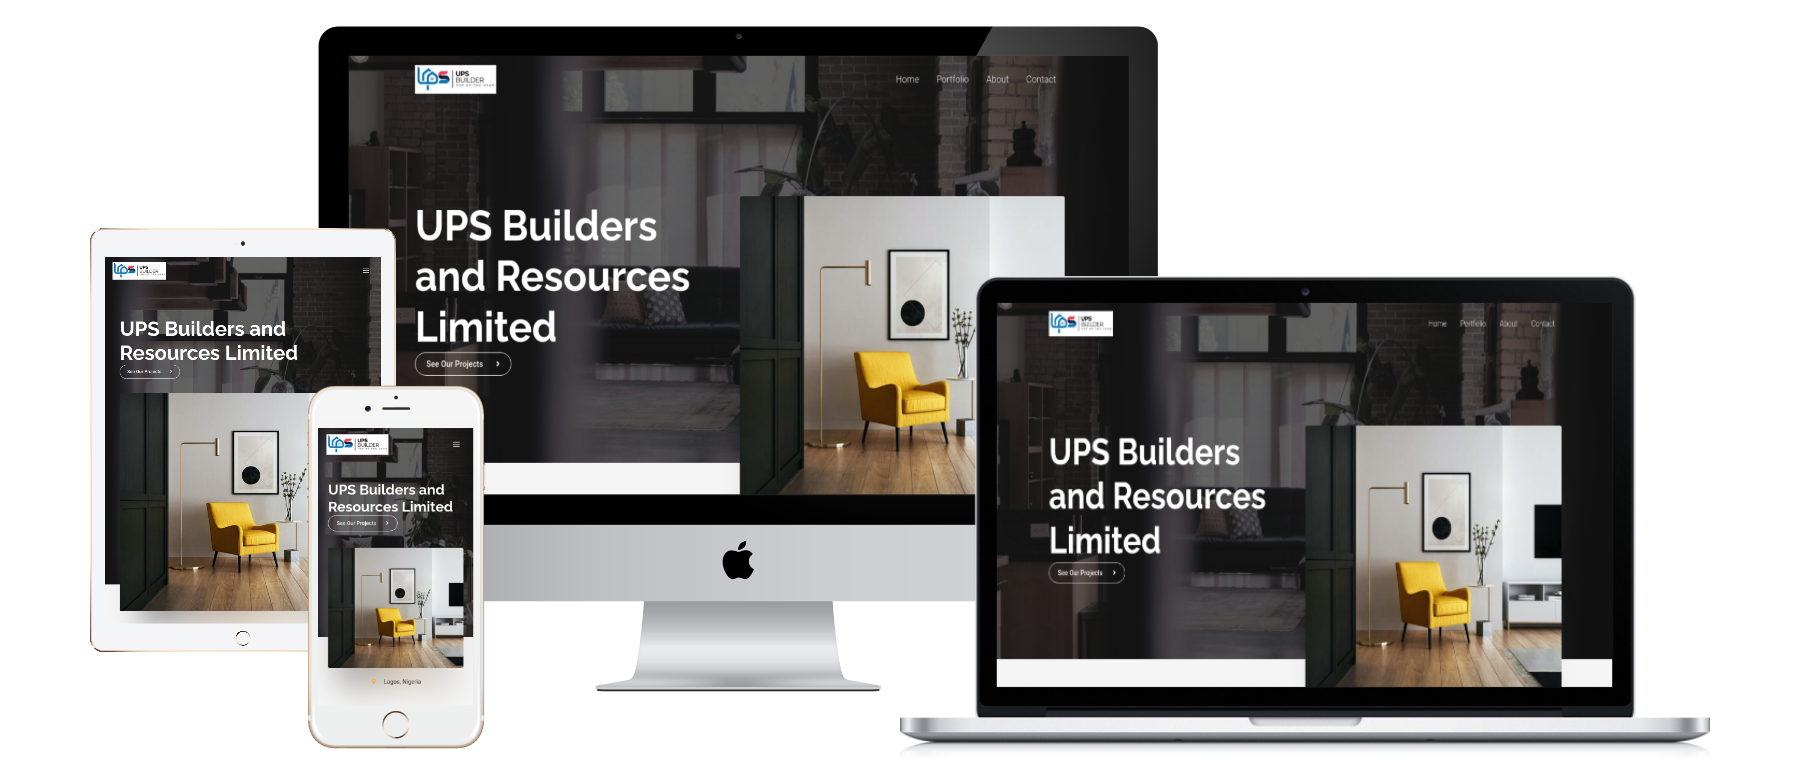 UPS
BUILDER
Home Portfolio About Contact
UPS Builders
and Resources
Limited
See Our Projects
UPS
BUILDER
UPS Builders and
Resources Limited
See Our Projects
UPS
BUILDER
UPS Builders and
Resources Limited
See Our Projects
Lagos, Nigeria
UPS
BUILDER
Home Portfolio About Contact
UPS Builders
and Resources
Limited
See Our Projects